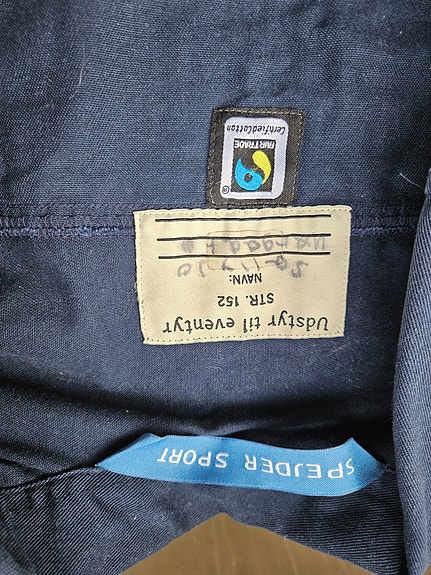 SPEJDER SPORT
Udstyr til eventyr
STR. 152
NAVN:
®
FAIRTRADE
Certified Cotton